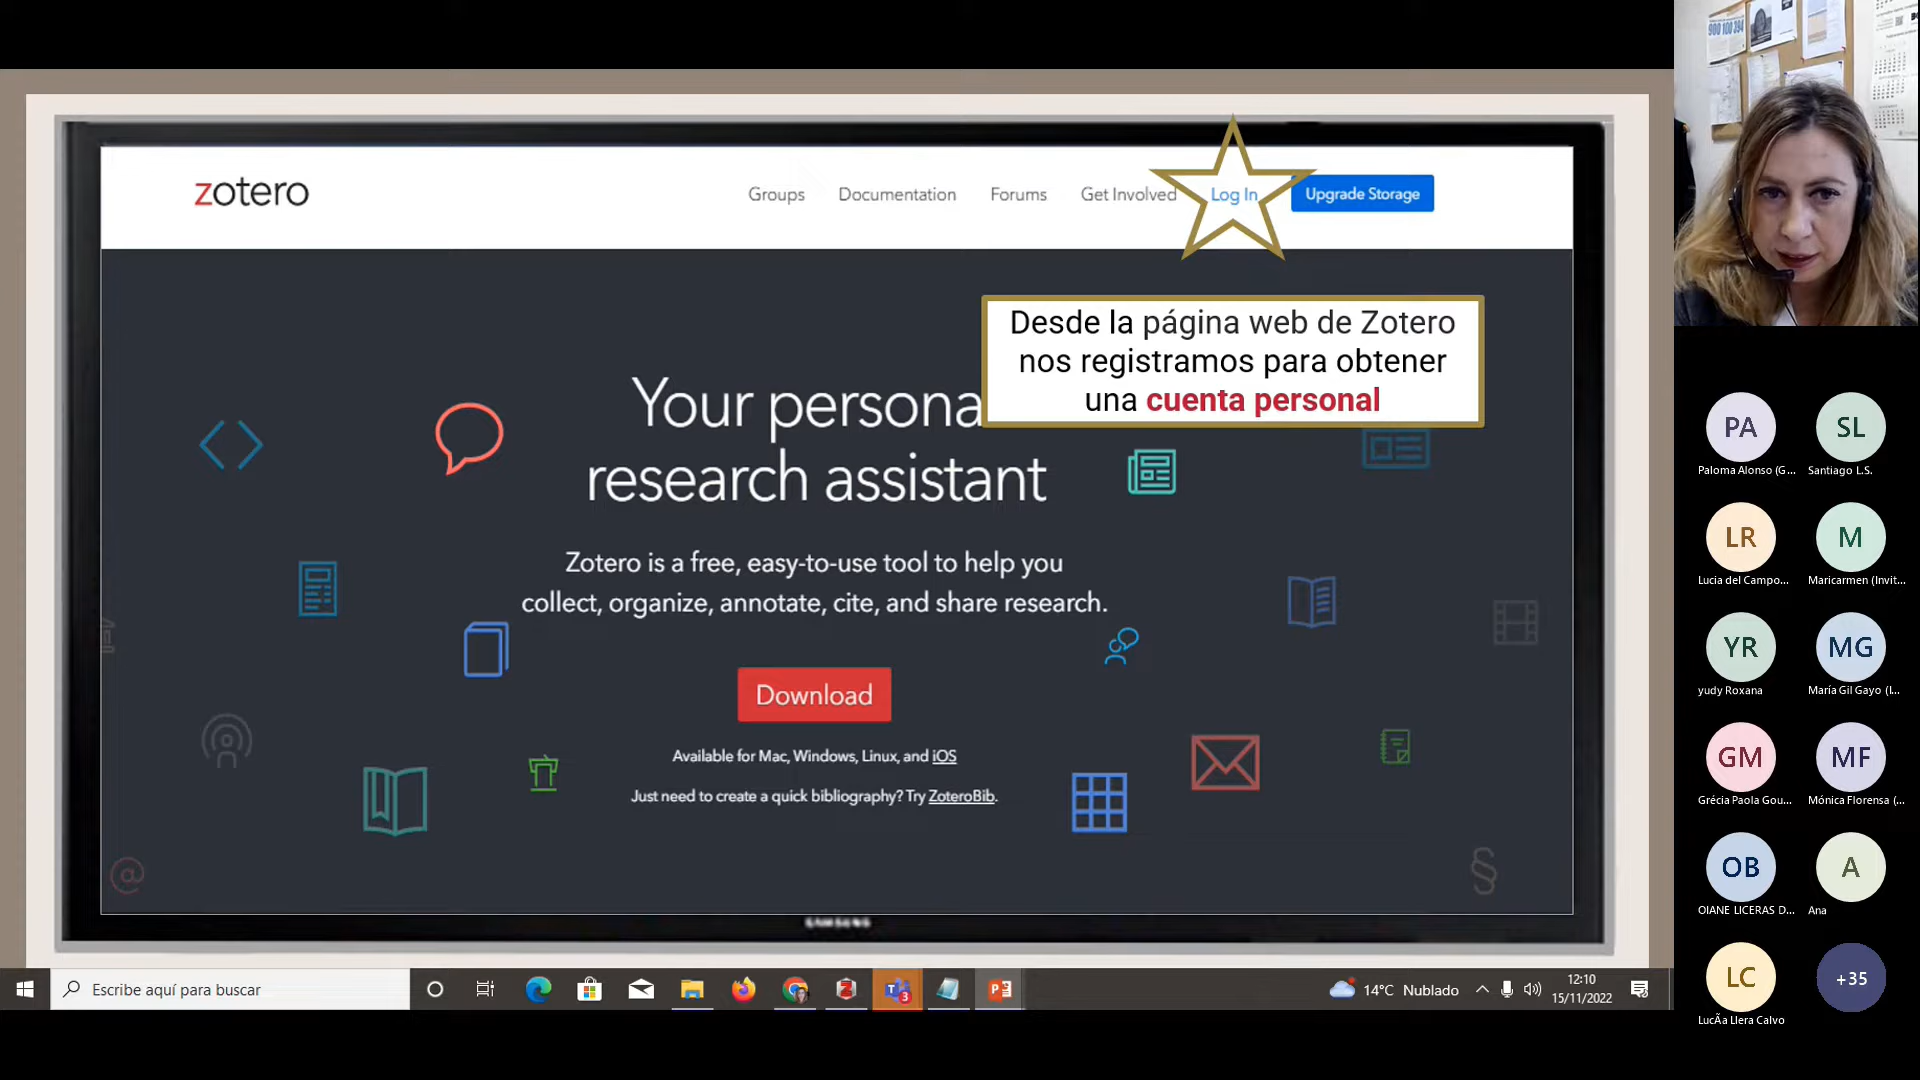 zotero
Groups
Documentation
Forums
Get Involved
Log In
Upgrade Storage
Desde la página web de Zotero
nos registramos para obtener
una cuenta personal
Your persona
research assistant
Zotero is a free, easy-to-use tool to help you
collect, organize, annotate, cite, and share research.
Download
Available for Mac, Windows, Linux, and iOS
Just need to create a quick bibliography? Try ZoteroBib.
SAMSUNG
Escribe aquí para buscar
14°C Nublado
12:10
15/11/2022
900 100 394
PA
Paloma Alonso (G...
SL
Santiago L.S.
LR
Lucia del Campo...
M
Maricarmen (Invit...
YR
yudy Roxana
MG
María Gil Gayo (I...
GM
Grécia Paola Gou...
MF
Mónica Florensa (...
OB
OIANE LICERAS D...
A
Ana
LC
LucÃa Llera Calvo
+35